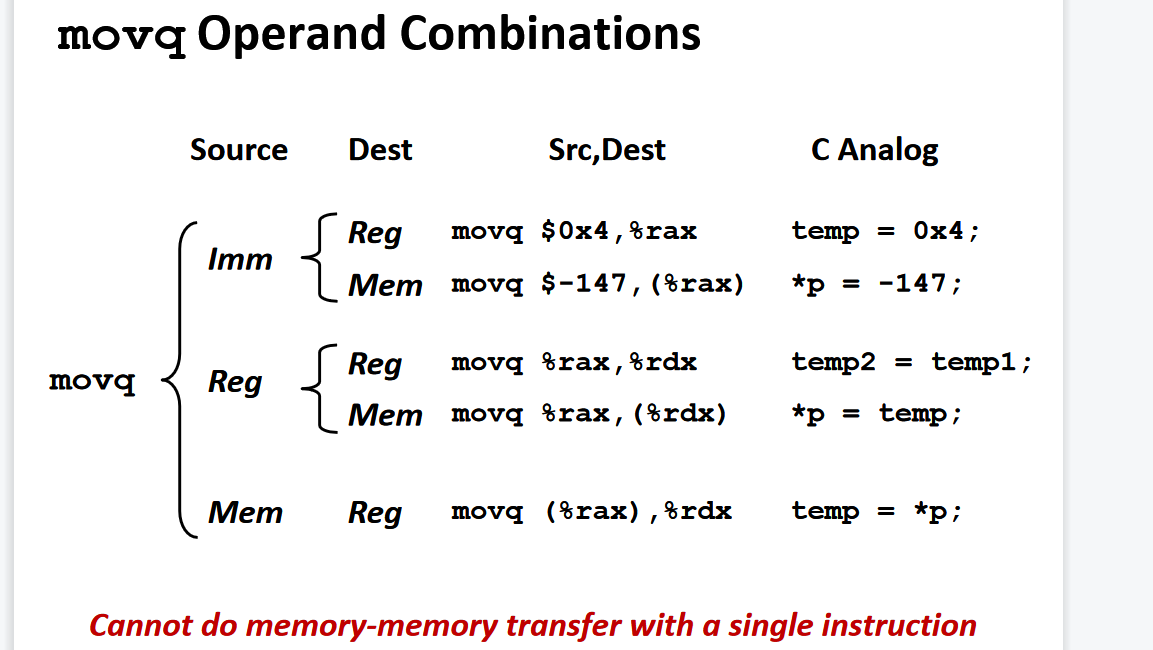 movq Operand Combinations
Source Dest Src,Dest C Analog
Reg movq $0x4,%rax temp = 0x4;
Imm
Mem movq $-147,(%rax) *p = -147;
Reg movq %rax,%rdx temp2 = temp1;
movq Reg
Mem movq %rax,(%rdx) *p = temp;
Mem Reg movq (%rax),%rdx temp = *p;
Cannot do memory-memory transfer with a single instruction